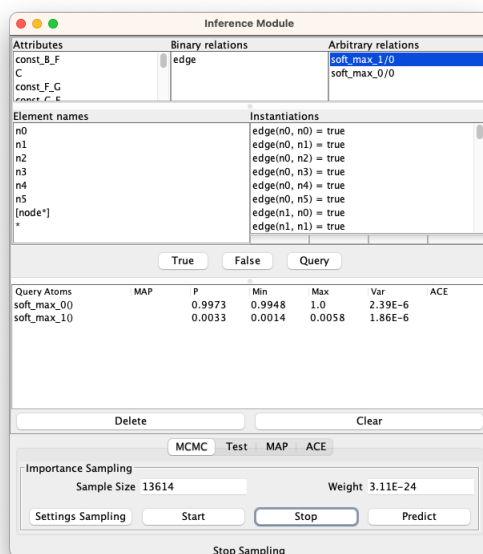 Inference Module
Attributes
const_B_F
C
const_F_G
const_C_F
Binary relations
edge
Arbitrary relations
soft_max_1/0
soft_max_0/0
Element names
n0
n1
n2
n3
n4
n5
[node*]
*
Instantiations
edge(n0, n0) = true
edge(n0, n1) = true
edge(n0, n2) = true
edge(n0, n3) = true
edge(n0, n4) = true
edge(n0, n5) = true
edge(n1, n0) = true
edge(n1, n1) = true
True False Query
Query Atoms MAP P Min Max Var ACE
soft_max_0() 0.9973 0.9948 1.0 2.39E-6
soft_max_1() 0.0033 0.0014 0.0058 1.86E-6
Delete Clear
MCMC Test MAP ACE
Importance Sampling
Sample Size 13614 Weight 3.11E-24
Settings Sampling Start Stop Predict
Stop Sampling